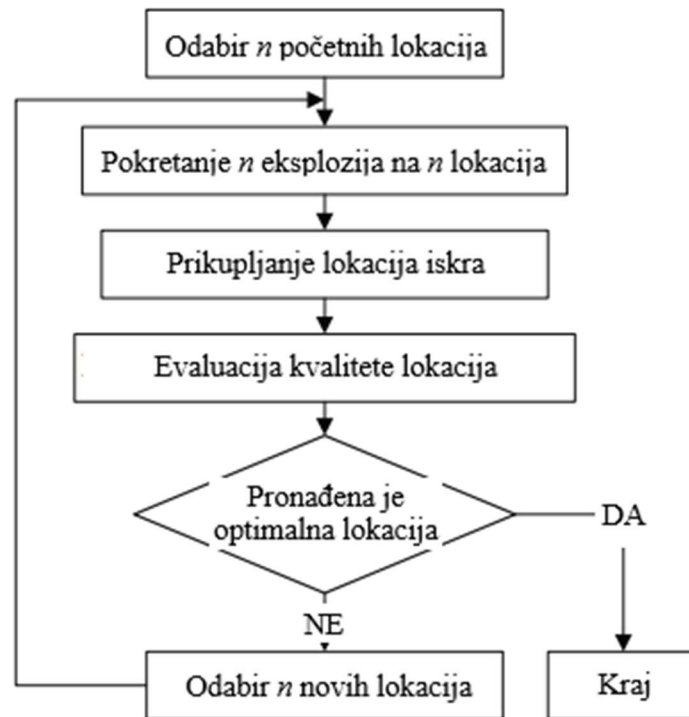 Odabir n početnih lokacija
Pokretanje n eksplozija na n lokacija
Prikupljanje lokacija iskra
Evaluacija kvalitete lokacija
Pronađena je
optimalna lokacija
DA
NE
Odabir n novih lokacija
Kraj